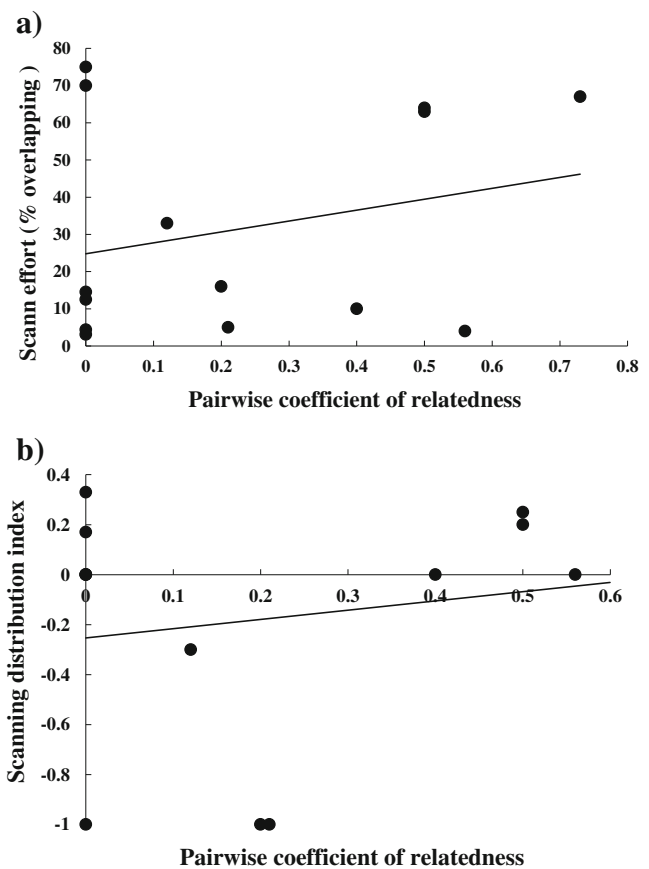 a)
80
70
60
50
40
30
20
10
0
Scann effort (% overlapping )
0 0.1 0.2 0.3 0.4 0.5 0.6 0.7 0.8
Pairwise coefficient of relatedness
b)
0.4
0.2
0
-0.2
-0.4
-0.6
-0.8
-1
Scanning distribution index
0 0.1 0.2 0.3 0.4 0.5 0.6
Pairwise coefficient of relatedness